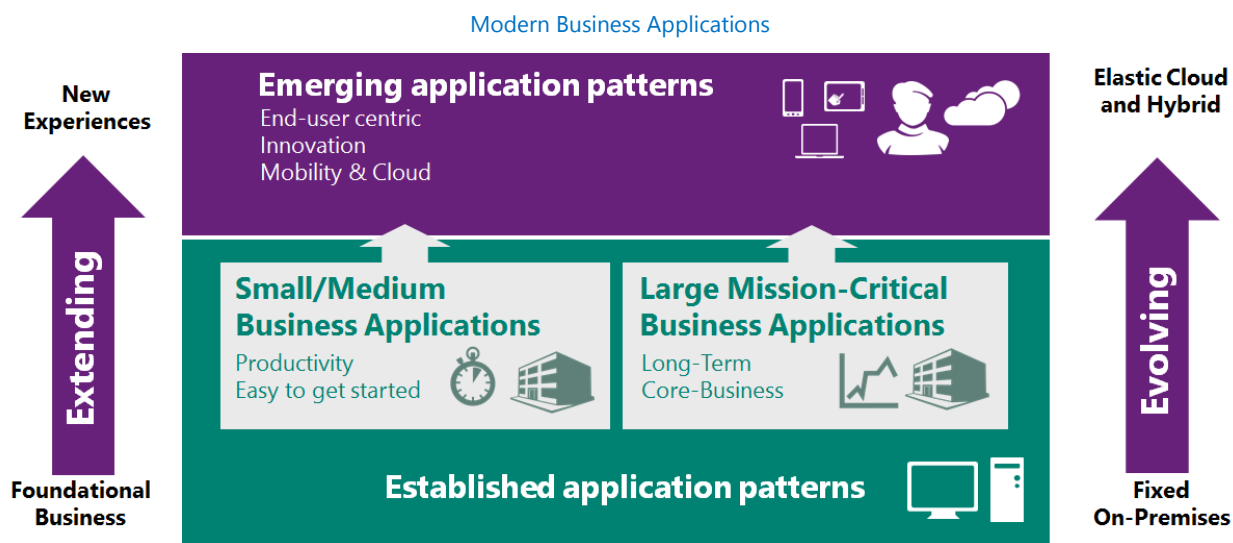 Modern Business Applications
New
Experiences
Extending
Foundational
Business
Emerging application patterns
End-user centric
Innovation
Mobility & Cloud
Small/Medium
Business Applications
Productivity
Easy to get started
Large Mission-Critical
Business Applications
Long-Term
Core-Business
Established application patterns
Elastic Cloud
and Hybrid
Evolving
Fixed
On-Premises